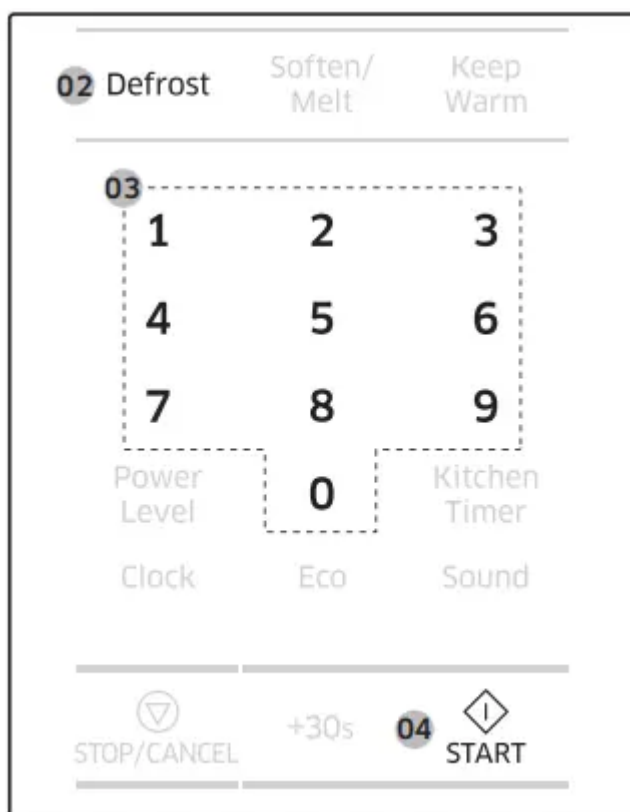 02 Defrost Soften/ Keep
Melt Warm
03
1 2 3
4 5 6
7 8 9
Power 0 Kitchen
Level Timer
Clock Eco Sound
STOP/CANCEL +30s 04 START